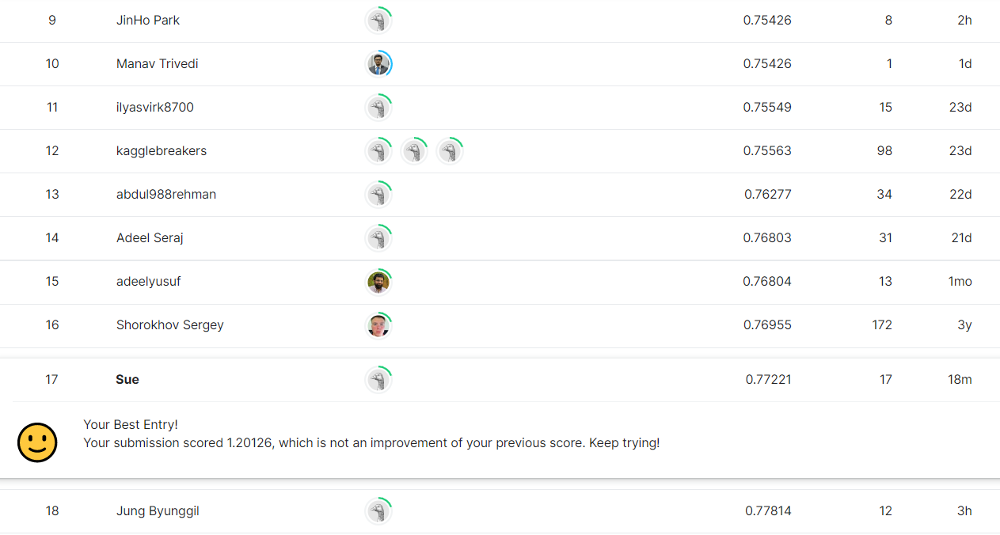 9 JinHo Park 0.75426 8 2h
10 Manav Trivedi 0.75426 1 1d
11 ilyasvirk8700 0.75549 15 23d
12 kagglebreakers 0.75563 98 23d
13 abdul988rehman 0.76277 34 22d
14 Adeel Seraj 0.76803 31 21d
15 adeelyusuf 0.76804 13 1mo
16 Shorokhov Sergey 0.76955 172 3y
17 Sue 0.77221 17 18m
Your Best Entry!
Your submission scored 1.20126, which is not an improvement of your previous score. Keep trying!
18 Jung Byunggil 0.77814 12 3h